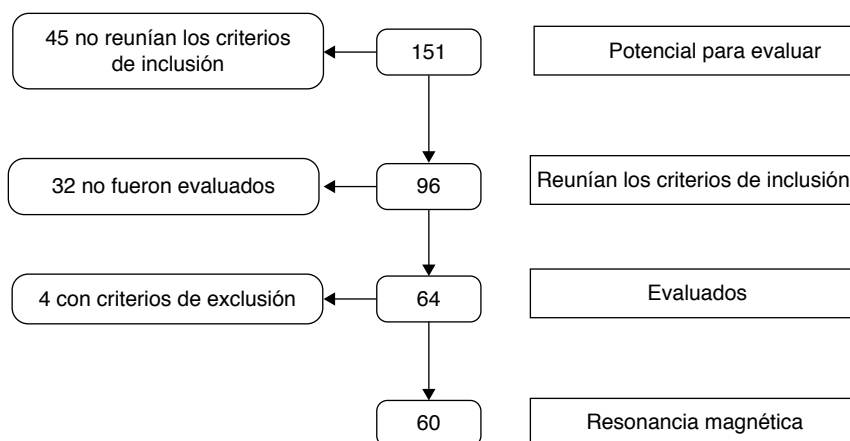 45 no reunían los criterios
de inclusión
151
Potencial para evaluar
32 no fueron evaluados
96
Reunían los criterios de inclusión
4 con criterios de exclusión
64
Evaluados
60
Resonancia magnética